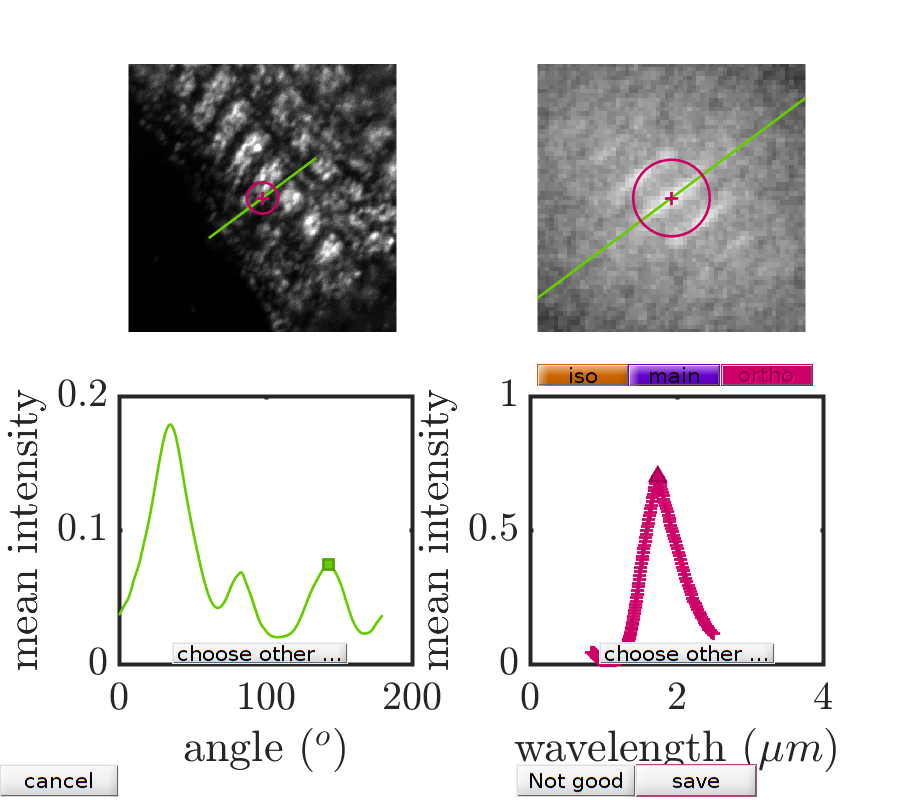 iso main ortho
0.2
0.1
0
mean intensity
choose other ...
0 100 200
angle (º)
1
0.5
0
mean intensity
choose other ...
0 2 4
wavelength (μm)
cancel
Not good save